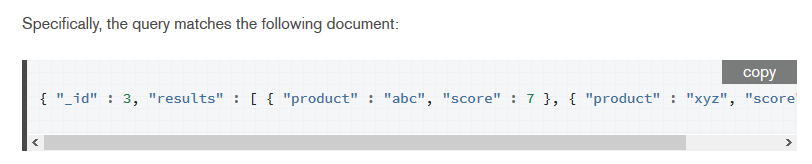 Specifically, the query matches the following document:
copy
{ "_id" : 3, "results" : [ { "product" : "abc", "score" : 7 }, { "product" : "xyz", "score